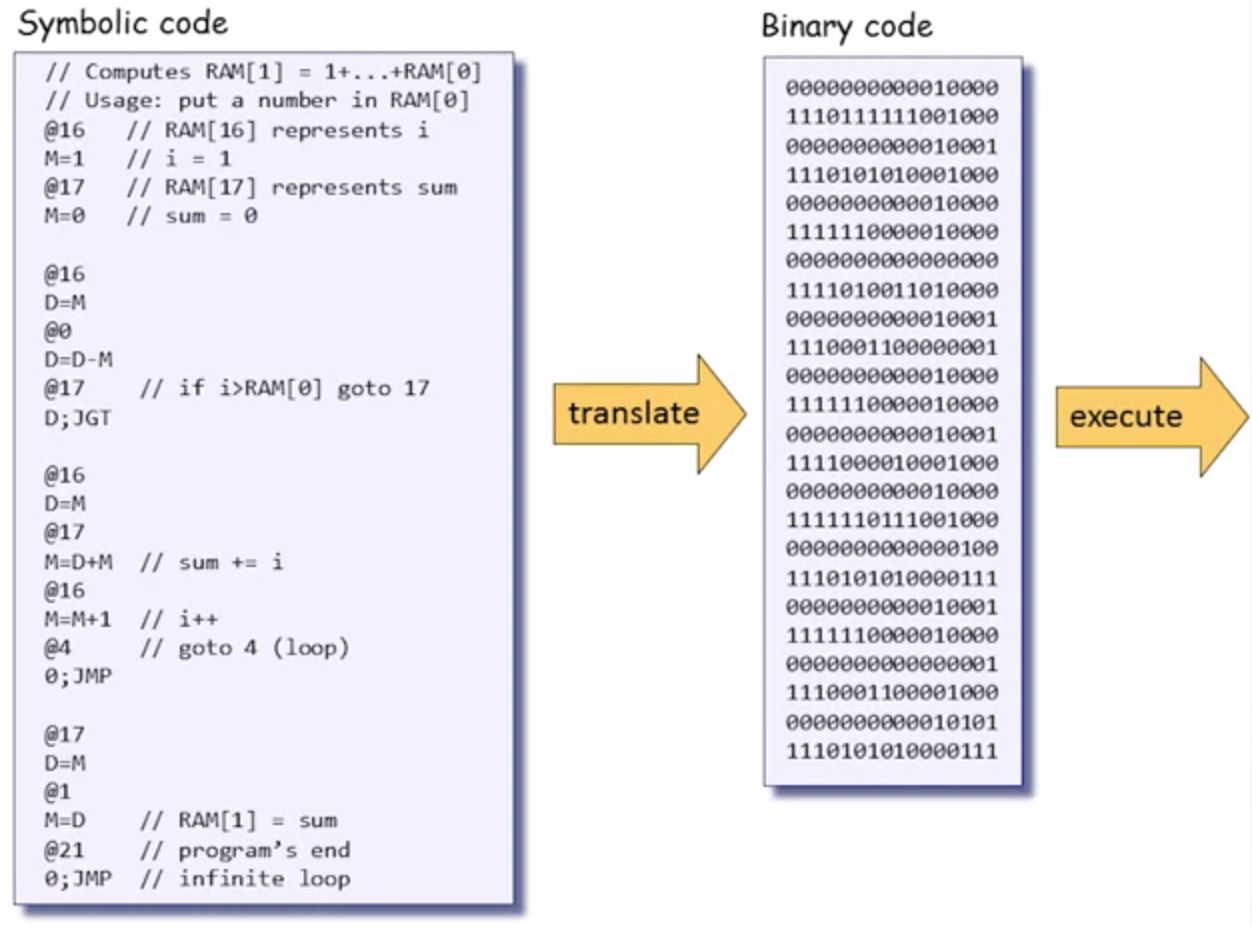 Symbolic code
// Computes RAM[1] = 1+...+RAM[0]
// Usage: put a number in RAM[0]
@16 // RAM[16] represents i
M=1 // i = 1
@17 // RAM[17] represents sum
M=0 // sum = 0
@16
D=M
@0
D=D-M
@17 // if i>RAM[0] goto 17
D;JGT
@16
D=M
@17
M=D+M // sum += i
@16
M=M+1 // i++
@4 // goto 4 (loop)
0;JMP
@17
D=M
@1
M=D // RAM[1] = sum
@21 // program’s end
0;JMP // infinite loop
translate
Binary code
0000000000010000
1110111111001000
0000000000010001
1110101010001000
0000000000010000
1111110000010000
0000000000000000
1111010011010000
0000000000010001
1110001100000001
0000000000010000
1111110000010000
0000000000010001
1111000010001000
0000000000010000
1111110111001000
0000000000000100
1110101010000111
0000000000010001
1111110000010000
0000000000000001
1110001100001000
0000000000010101
1110101010000111
execute